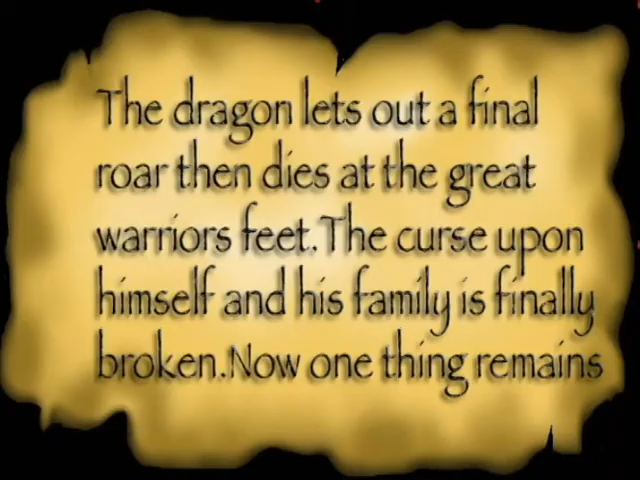 The dragon lets out a final
roar then dies at the great
warriors feet.The curse upon
himself and his family is finally
broken.Now one thing remains